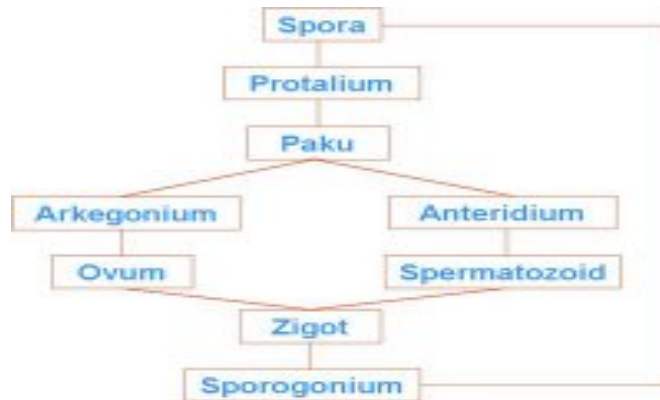 Spora
Protalium
Paku
Arkegonium
Anteridium
Ovum
Spermatozoid
Zigot
Sporogonium